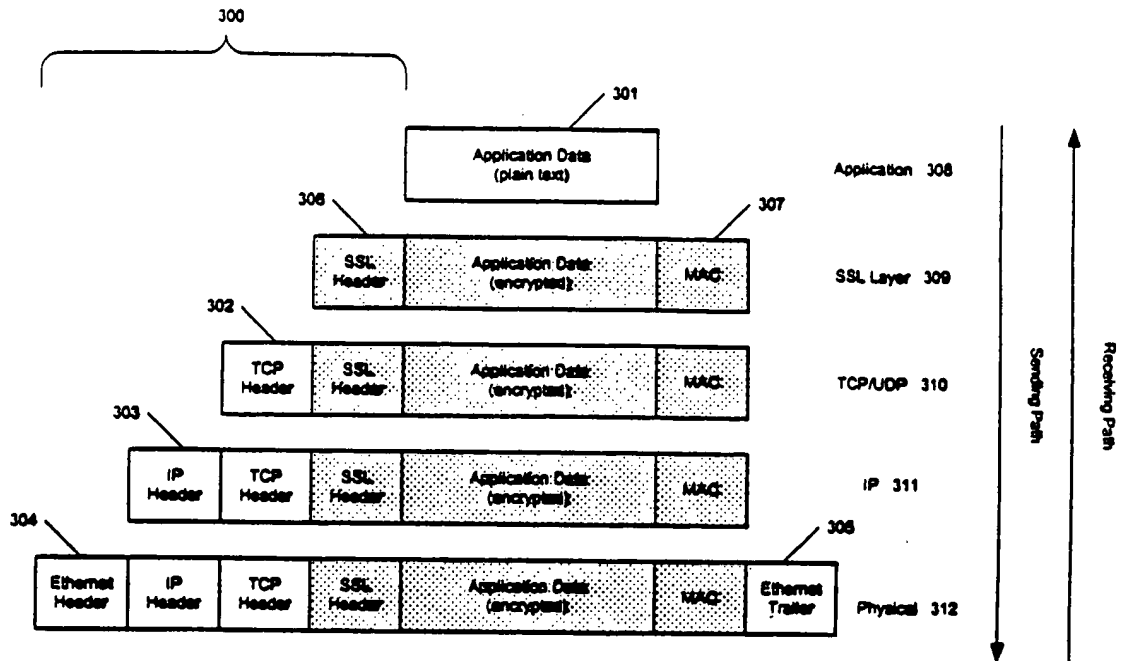 300
301
Application Data
(plain text)
Application 308
306
307
SSL
Header
Application Data
(encrypted)
MAC
SSL Layer 309
302
TCP
Header
SSL
Header
Application Data
(encrypted)
MAC
TCP/UDP 310
303
IP
Header
TCP
Header
SSL
Header
Application Data
(encrypted)
MAC
IP 311
304
305
Ethernet
Header
IP
Header
TCP
Header
SSL
Header
Application Data
(encrypted)
MAC
Ethernet
Trailer
Physical 312
Sending Path
Receiving Path